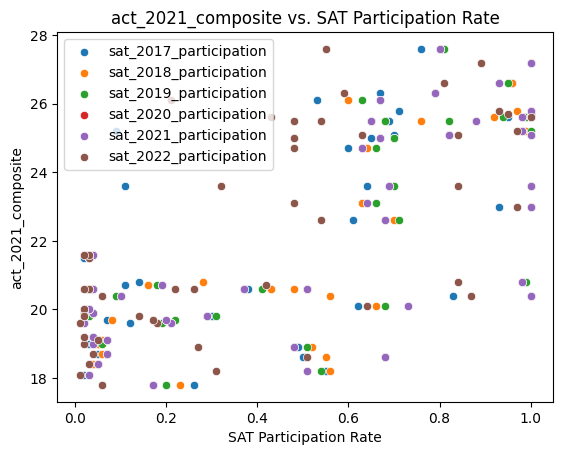 act_2021_composite vs. SAT Participation Rate
28
26
24
22
20
18
act_2021_composite
sat_2017_participation
sat_2018_participation
sat_2019_participation
sat_2020_participation
sat_2021_participation
sat_2022_participation
0.0 0.2 0.4 0.6 0.8 1.0
SAT Participation Rate